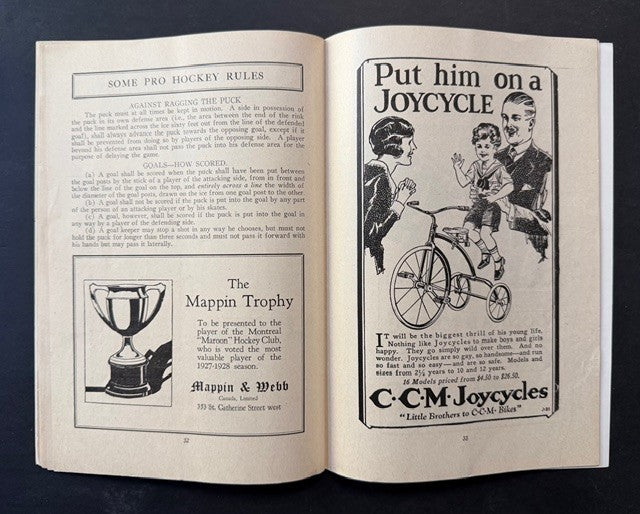 SOME PRO HOCKEY RULES
AGAINST RAGGING THE PUCK
The puck must at all times be kept in motion. A side in possession of
the puck in its own defense area (i.e., the area between the end of the rink
and the line marked across the ice sixty feet out from the line of the defended
goal), shall always advance the puck towards the opposing goal, except if it
shall be prevented from doing so by players of the opposing side. A player
beyond his defense area shall not pass the puck into his defense area for the
purpose of delaying the game.
GOALS—HOW SCORED.
(a) A goal shall be scored when the puck shall have been put between
the goal posts by the stick of a player of the attacking side, from in front and
below the line of the goal on the top, and entirely across a line the width of
the diameter of the goal posts, drawn on the ice from one goal post to the other.
(b) A goal shall not be scored if the puck is put into the goal by any part
of the person of an attacking player or by his skates.
(c) A goal, however, shall be scored if the puck is put into the goal in
any way by a player of the defending side.
(d) A goal keeper may stop a shot in any way he chooses, but must not
hold the puck for longer than three seconds and must not pass it forward with
his hands but may pass it laterally.
The
Mappin Trophy
To be presented to the
player of the Montreal
"Maroon" Hockey Club,
who is voted the most
valuable player of the
1927-1928 season.
Mappin & Webb
Canada, Limited
353 St. Catherine Street west
32
Put him on a
JOYCYCLE
IT will be the biggest thrill of his young life.
Nothing like Joycycles to make boys and girls
happy. They go simply wild over them. And no
wonder. Joycycles are so gay, so handsome—and run
so fast and so easy—and are so safe. Models and
sizes from 2½ years to 10 and 12 years.
16 Models priced from $4.50 to $26.50.
C·C·M· Joycycles
"Little Brothers to C·C·M· Bikes"
33